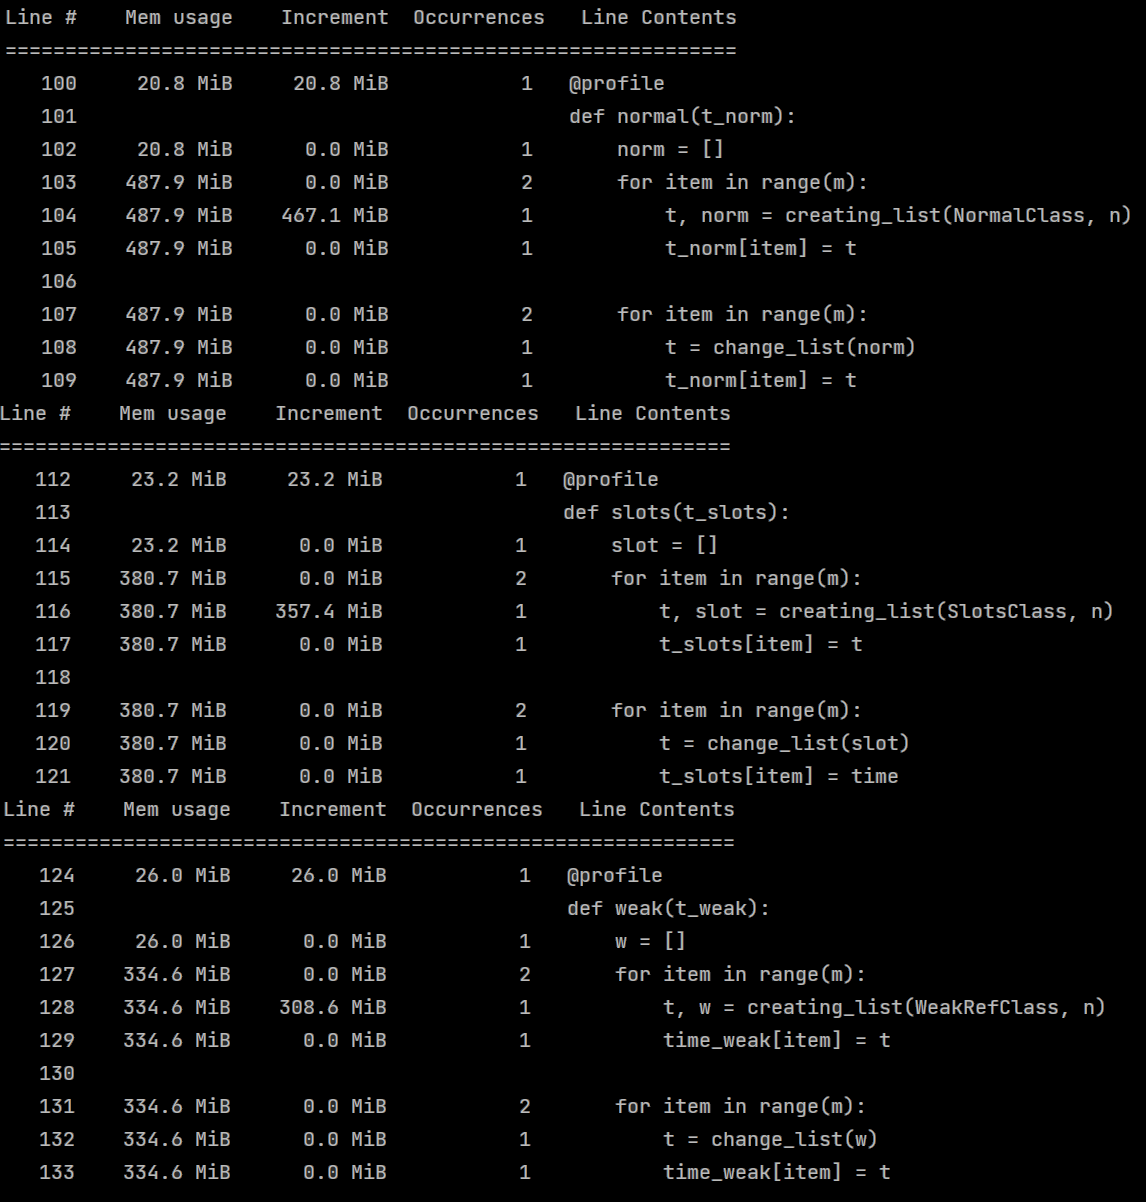 Line #    Mem usage    Increment  Occurrences   Line Contents
=============================================================
   100     20.8 MiB     20.8 MiB           1   @profile
   101                                         def normal(t_norm):
   102     20.8 MiB      0.0 MiB           1       norm = []
   103    487.9 MiB      0.0 MiB           2       for item in range(m):
   104    487.9 MiB    467.1 MiB           1           t, norm = creating_list(NormalClass, n)
   105    487.9 MiB      0.0 MiB           1           t_norm[item] = t
   106
   107    487.9 MiB      0.0 MiB           2       for item in range(m):
   108    487.9 MiB      0.0 MiB           1           t = change_list(norm)
   109    487.9 MiB      0.0 MiB           1           t_norm[item] = t
Line #    Mem usage    Increment  Occurrences   Line Contents
=============================================================
   112     23.2 MiB     23.2 MiB           1   @profile
   113                                         def slots(t_slots):
   114     23.2 MiB      0.0 MiB           1       slot = []
   115    380.7 MiB      0.0 MiB           2       for item in range(m):
   116    380.7 MiB    357.4 MiB           1           t, slot = creating_list(SlotsClass, n)
   117    380.7 MiB      0.0 MiB           1           t_slots[item] = t
   118
   119    380.7 MiB      0.0 MiB           2       for item in range(m):
   120    380.7 MiB      0.0 MiB           1           t = change_list(slot)
   121    380.7 MiB      0.0 MiB           1           t_slots[item] = time
Line #    Mem usage    Increment  Occurrences   Line Contents
=============================================================
   124     26.0 MiB     26.0 MiB           1   @profile
   125                                         def weak(t_weak):
   126     26.0 MiB      0.0 MiB           1       w = []
   127    334.6 MiB      0.0 MiB           2       for item in range(m):
   128    334.6 MiB    308.6 MiB           1           t, w = creating_list(WeakRefClass, n)
   129    334.6 MiB      0.0 MiB           1           time_weak[item] = t
   130
   131    334.6 MiB      0.0 MiB           2       for item in range(m):
   132    334.6 MiB      0.0 MiB           1           t = change_list(w)
   133    334.6 MiB      0.0 MiB           1           time_weak[item] = t